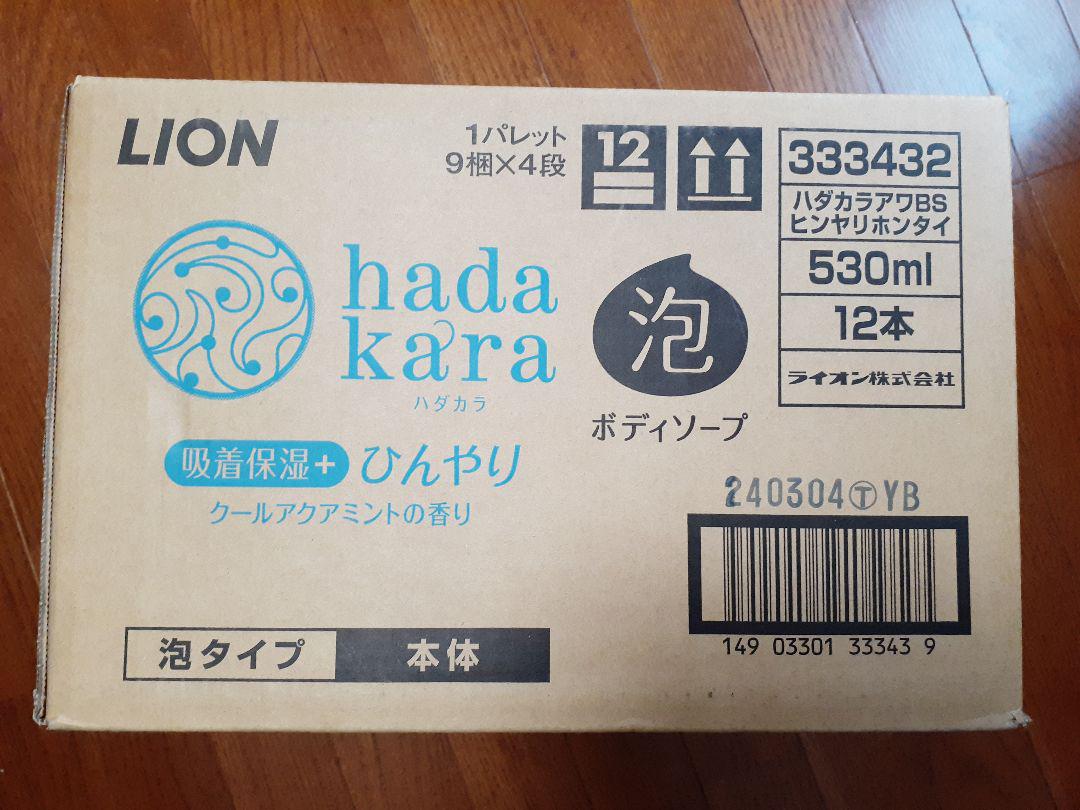 LION
1パレット
9梱×4段
12
333432
ハダカラアワBS
ヒンヤリホンタイ
530ml
12本
ライオン株式会社
hada
kara
ハダカラ
泡
ボディソープ
吸着保湿+ ひんやり
クールアクアミントの香り
240304ⓉYB
149 03301 33343 9
泡タイプ 本体